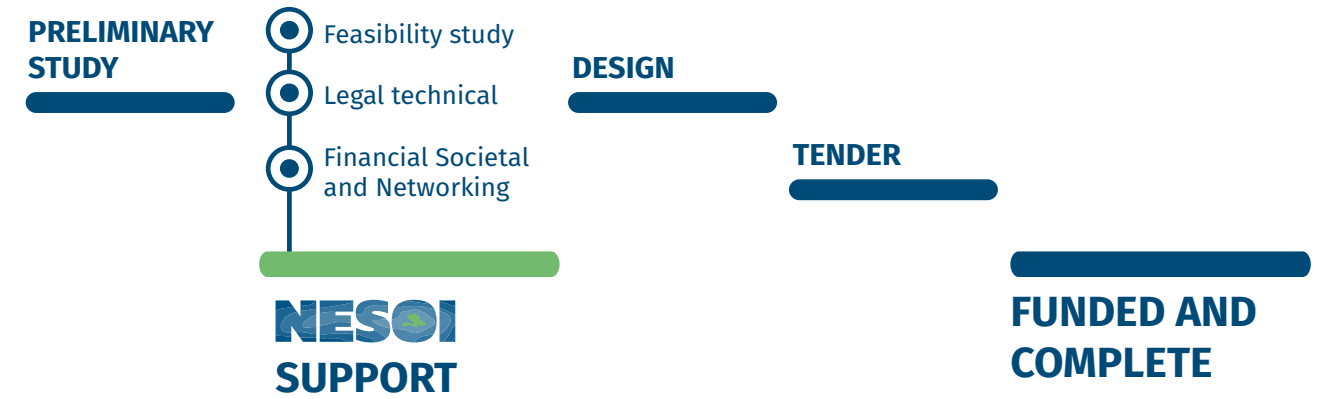 PRELIMINARY
STUDY
Feasibility study
Legal technical
Financial Societal
and Networking
NESOI
SUPPORT
DESIGN
TENDER
FUNDED AND
COMPLETE